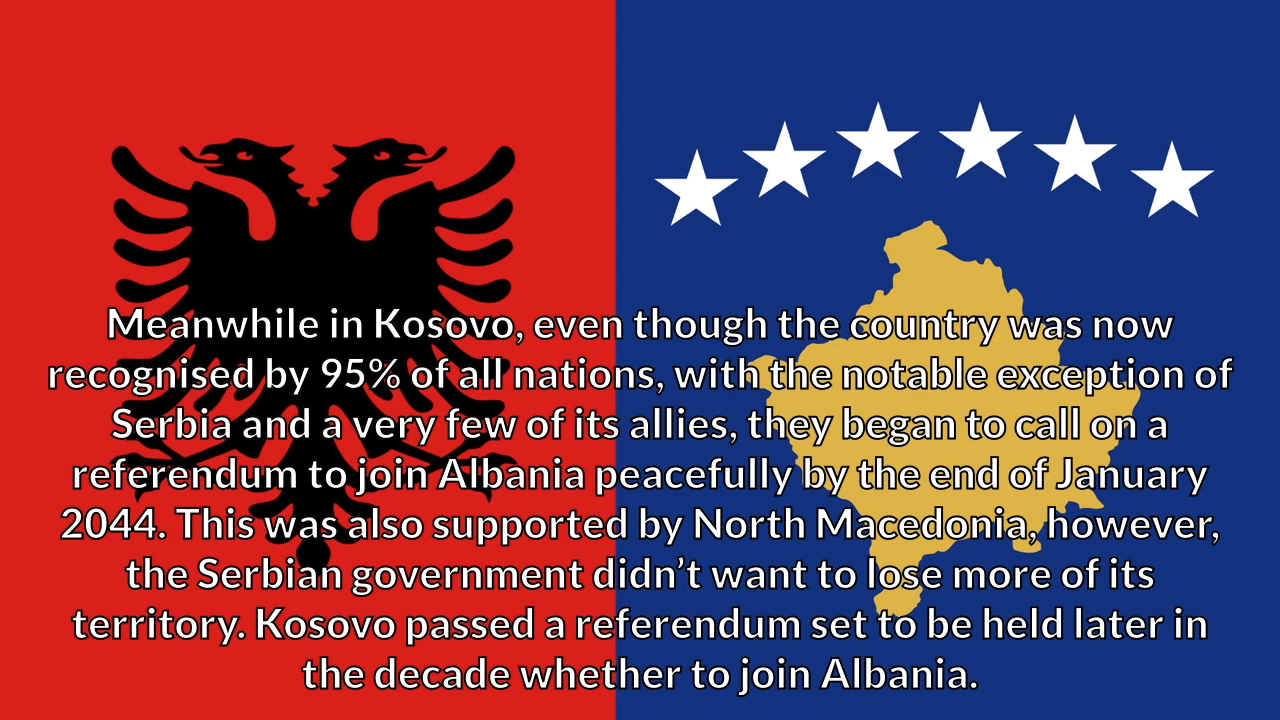 Meanwhile in Kosovo, even though the country was now
recognised by 95% of all nations, with the notable exception of
Serbia and a very few of its allies, they began to call on a
referendum to join Albania peacefully by the end of January
2044. This was also supported by North Macedonia, however,
the Serbian government didn’t want to lose more of its
territory. Kosovo passed a referendum set to be held later in
the decade whether to join Albania.